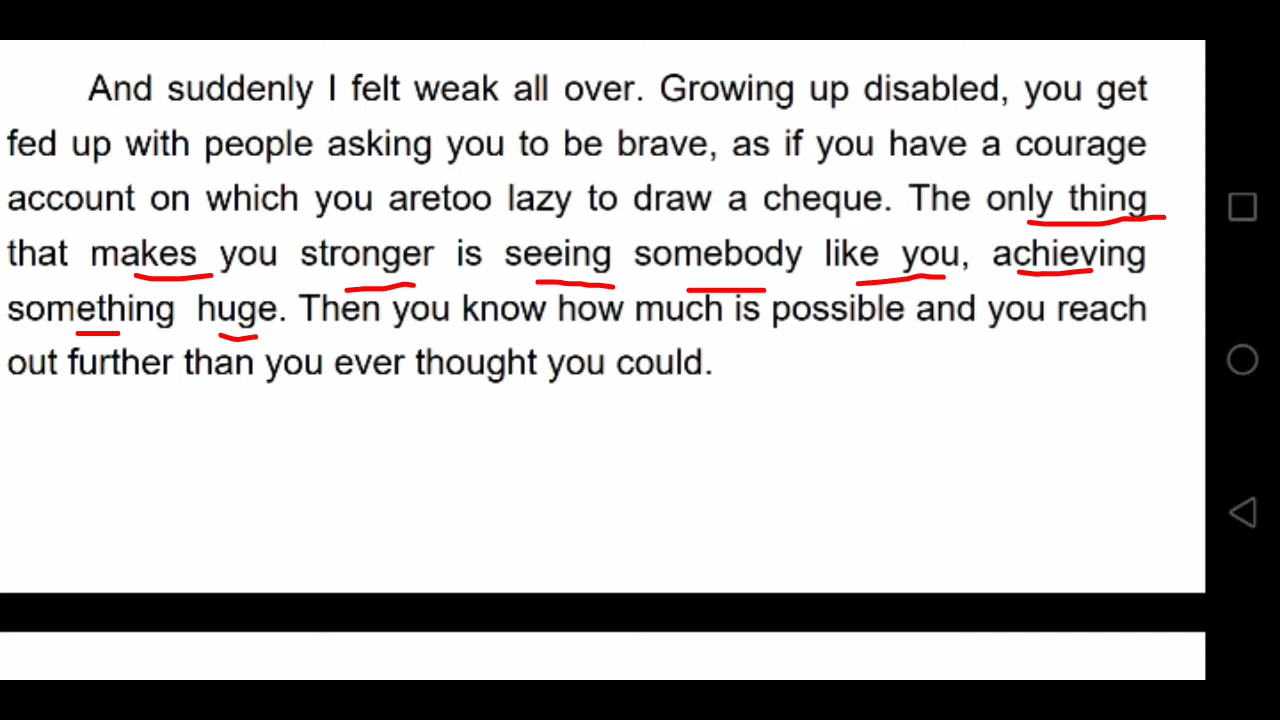 And suddenly I felt weak all over. Growing up disabled, you get
fed up with people asking you to be brave, as if you have a courage
account on which you aretoo lazy to draw a cheque. The only thing
that makes you stronger is seeing somebody like you, achieving
something huge. Then you know how much is possible and you reach
out further than you ever thought you could.